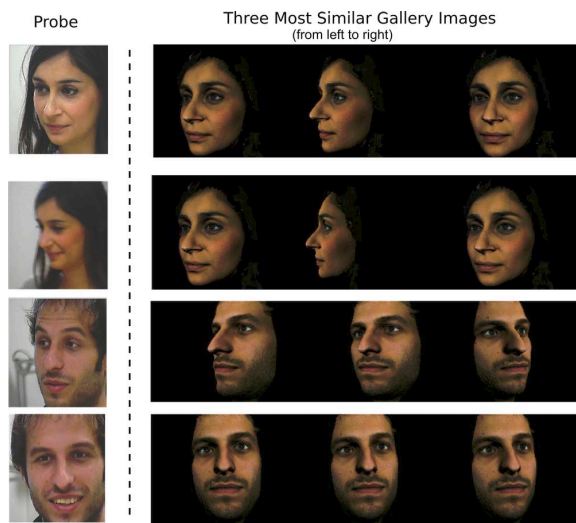 Probe
Three Most Similar Gallery Images
(from left to right)